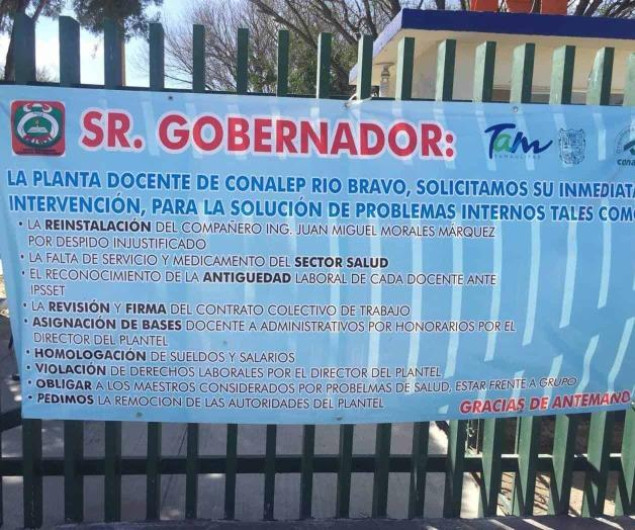 SR. GOBERNADOR:
Tam
TAMAULIPAS
LA PLANTA DOCENTE DE CONALEP RIO BRAVO, SOLICITAMOS SU INMEDIATA
INTERVENCIÓN, PARA LA SOLUCIÓN DE PROBLEMAS INTERNOS TALES COMO
• LA REINSTALACIÓN DEL COMPAÑERO ING. JUAN MIGUEL MORALES MÁRQUEZ
POR DESPIDO INJUSTIFICADO
• LA FALTA DE SERVICIO Y MEDICAMENTO DEL SECTOR SALUD
• EL RECONOCIMIENTO DE LA ANTIGUEDAD LABORAL DE CADA DOCENTE ANTE
IPSSET
• LA REVISIÓN Y FIRMA DEL CONTRATO COLECTIVO DE TRABAJO
• ASIGNACIÓN DE BASES DOCENTE A ADMINISTRATIVOS POR HONORARIOS POR EL
DIRECTOR DEL PLANTEL
• HOMOLOGACIÓN DE SUELDOS Y SALARIOS
• VIOLACIÓN DE DERECHOS LABORALES POR EL DIRECTOR DEL PLANTEL
• OBLIGAR A LOS MAESTROS CONSIDERADOS POR PROBELMAS DE SALUD, ESTAR FRENTE A GRUPO
• PEDIMOS LA REMOCIÓN DE LAS AUTORIDADES DEL PLANTEL
GRACIAS DE ANTEMANO